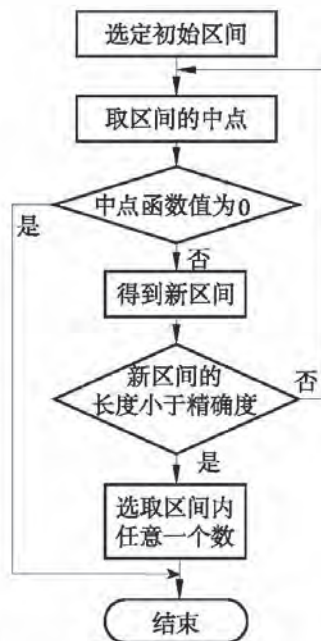 选定初始区间
取区间的中点
中点函数值为0
是
否
得到新区间
新区间的
长度小于精确度
否
是
选取区间内
任意一个数
结束